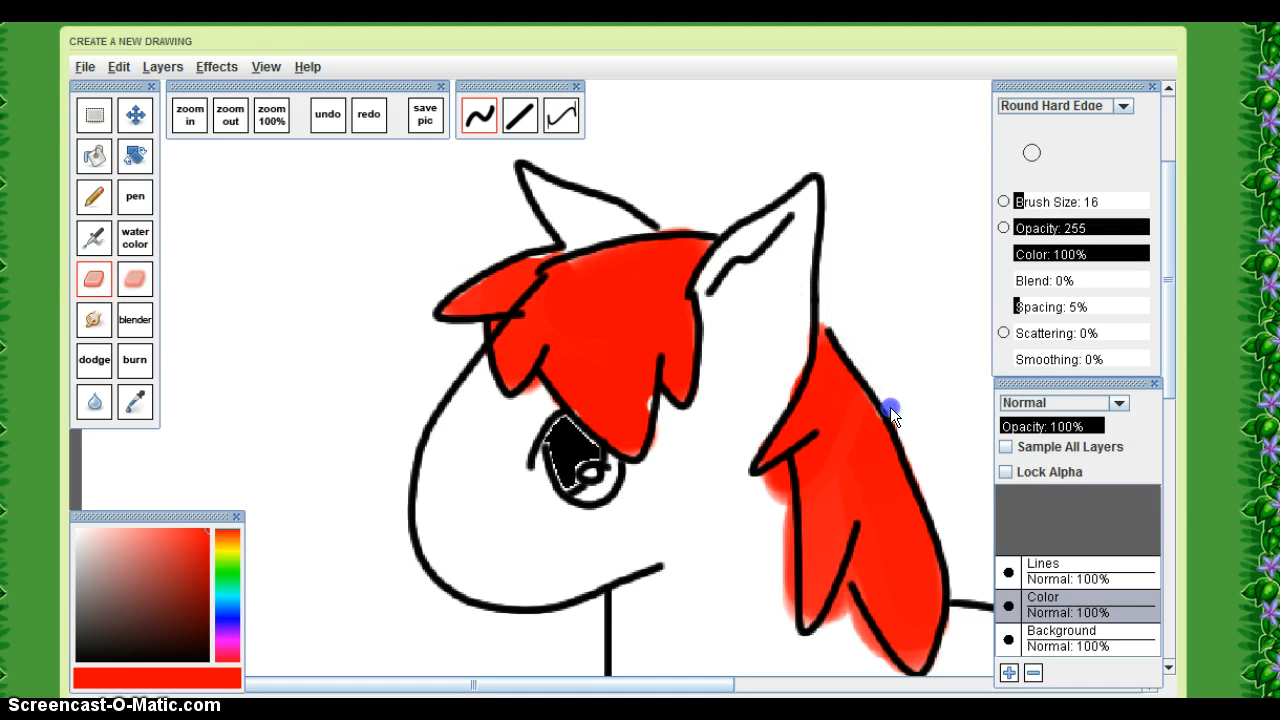 CREATE A NEW DRAWING
File Edit Layers Effects View Help
zoom in
zoom out
zoom 100%
undo
redo
save pic
pen
water color
blender
dodge
burn
Round Hard Edge
Brush Size: 16
Opacity: 255
Color: 100%
Blend: 0%
Spacing: 5%
Scattering: 0%
Smoothing: 0%
Normal
Opacity: 100%
Sample All Layers
Lock Alpha
Lines
Normal: 100%
Color
Normal: 100%
Background
Normal: 100%
Screencast-O-Matic.com